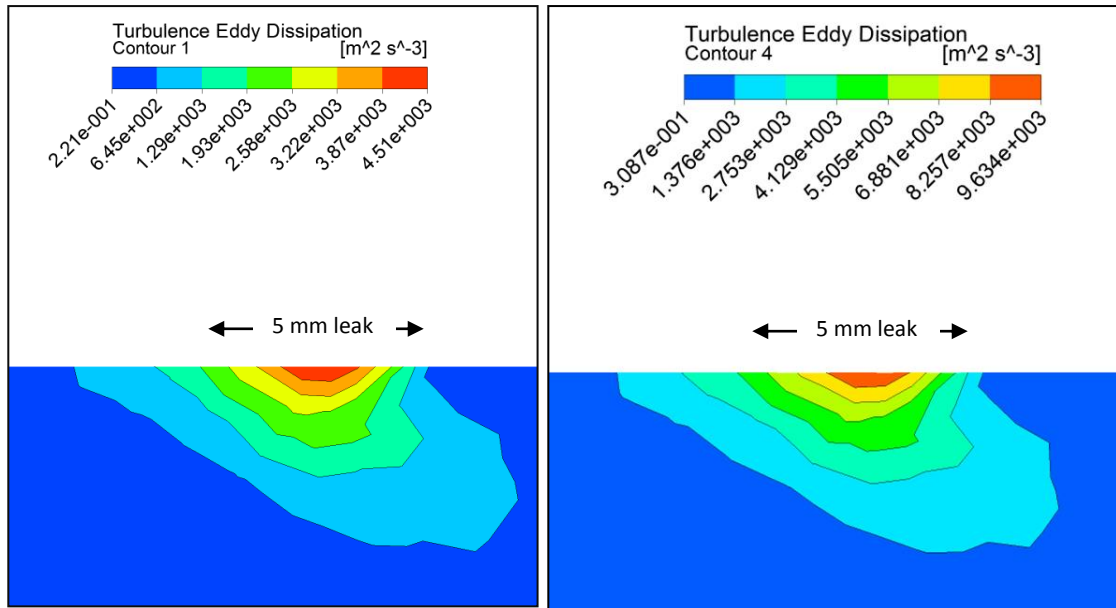 Turbulence Eddy Dissipation
Contour 1 [m^2 s^-3]
2.21e-001
6.45e+002
1.29e+003
1.93e+003
2.58e+003
3.22e+003
3.87e+003
4.51e+003
5 mm leak
Turbulence Eddy Dissipation
Contour 4 [m^2 s^-3]
3.087e-001
1.376e+003
2.753e+003
4.129e+003
5.505e+003
6.881e+003
8.257e+003
9.634e+003
5 mm leak